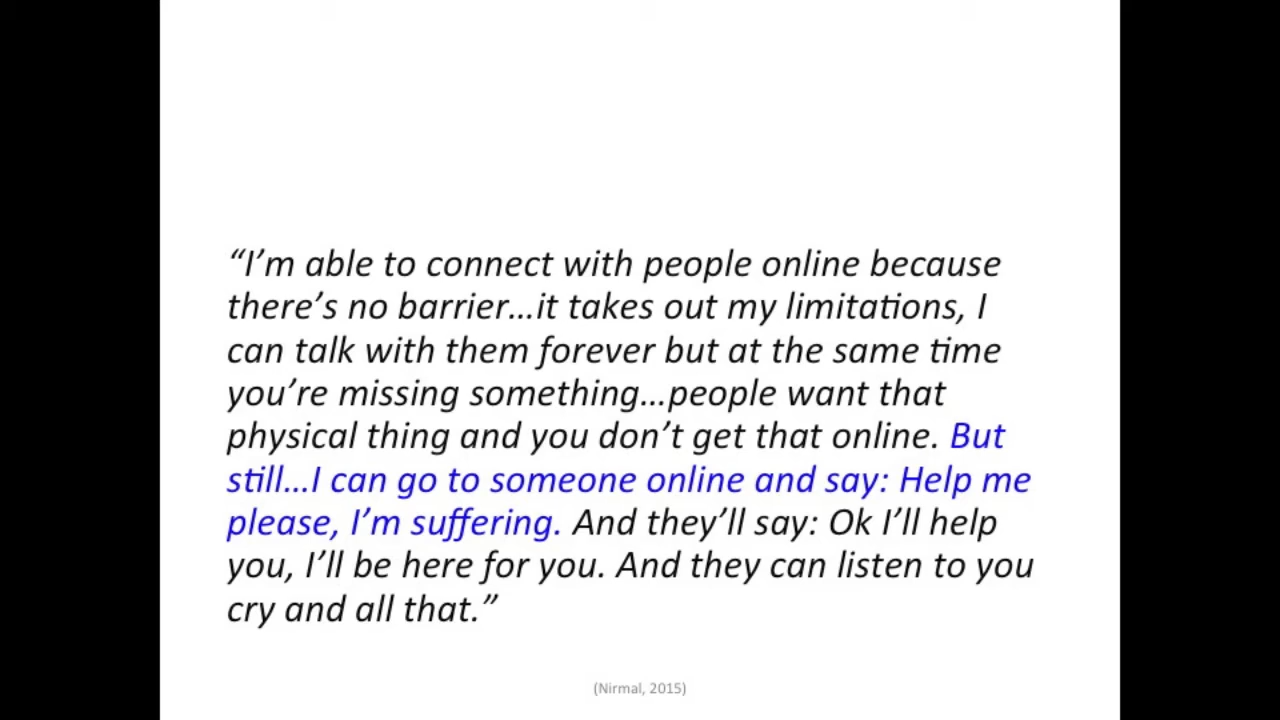 “I’m able to connect with people online because
there’s no barrier…it takes out my limitations, I
can talk with them forever but at the same time
you’re missing something…people want that
physical thing and you don’t get that online. But
still…I can go to someone online and say: Help me
please, I’m suffering. And they’ll say: Ok I’ll help
you, I’ll be here for you. And they can listen to you
cry and all that.”
(Nirmal, 2015)